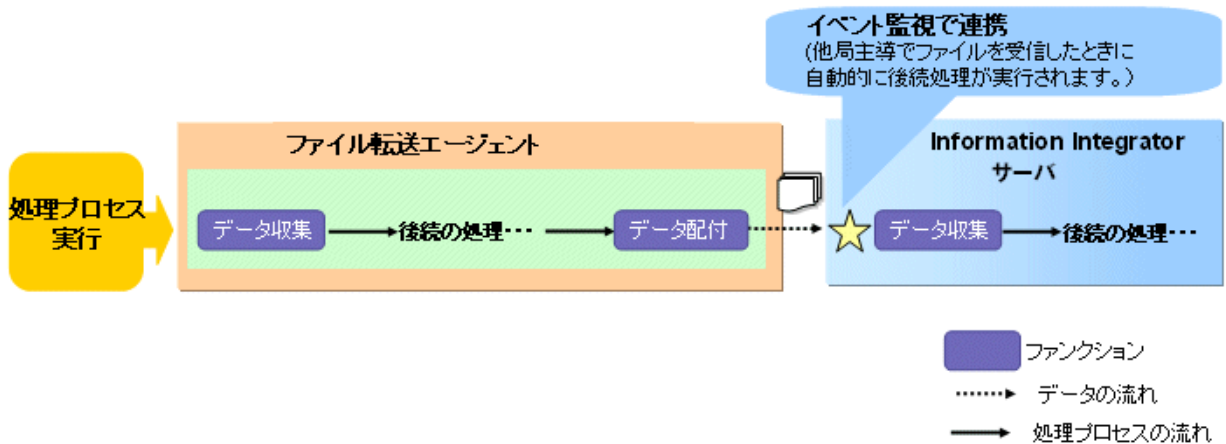 イベント監視で連携
(他局主導でファイルを受信したときに
自動的に後続処理が実行されます。)
ファイル転送エージェント
Information Integrator
サーバ
処理プロセス
実行
データ収集
後続の処理…
データ配付
データ収集
後続の処理…
ファンクション
データの流れ
処理プロセスの流れ